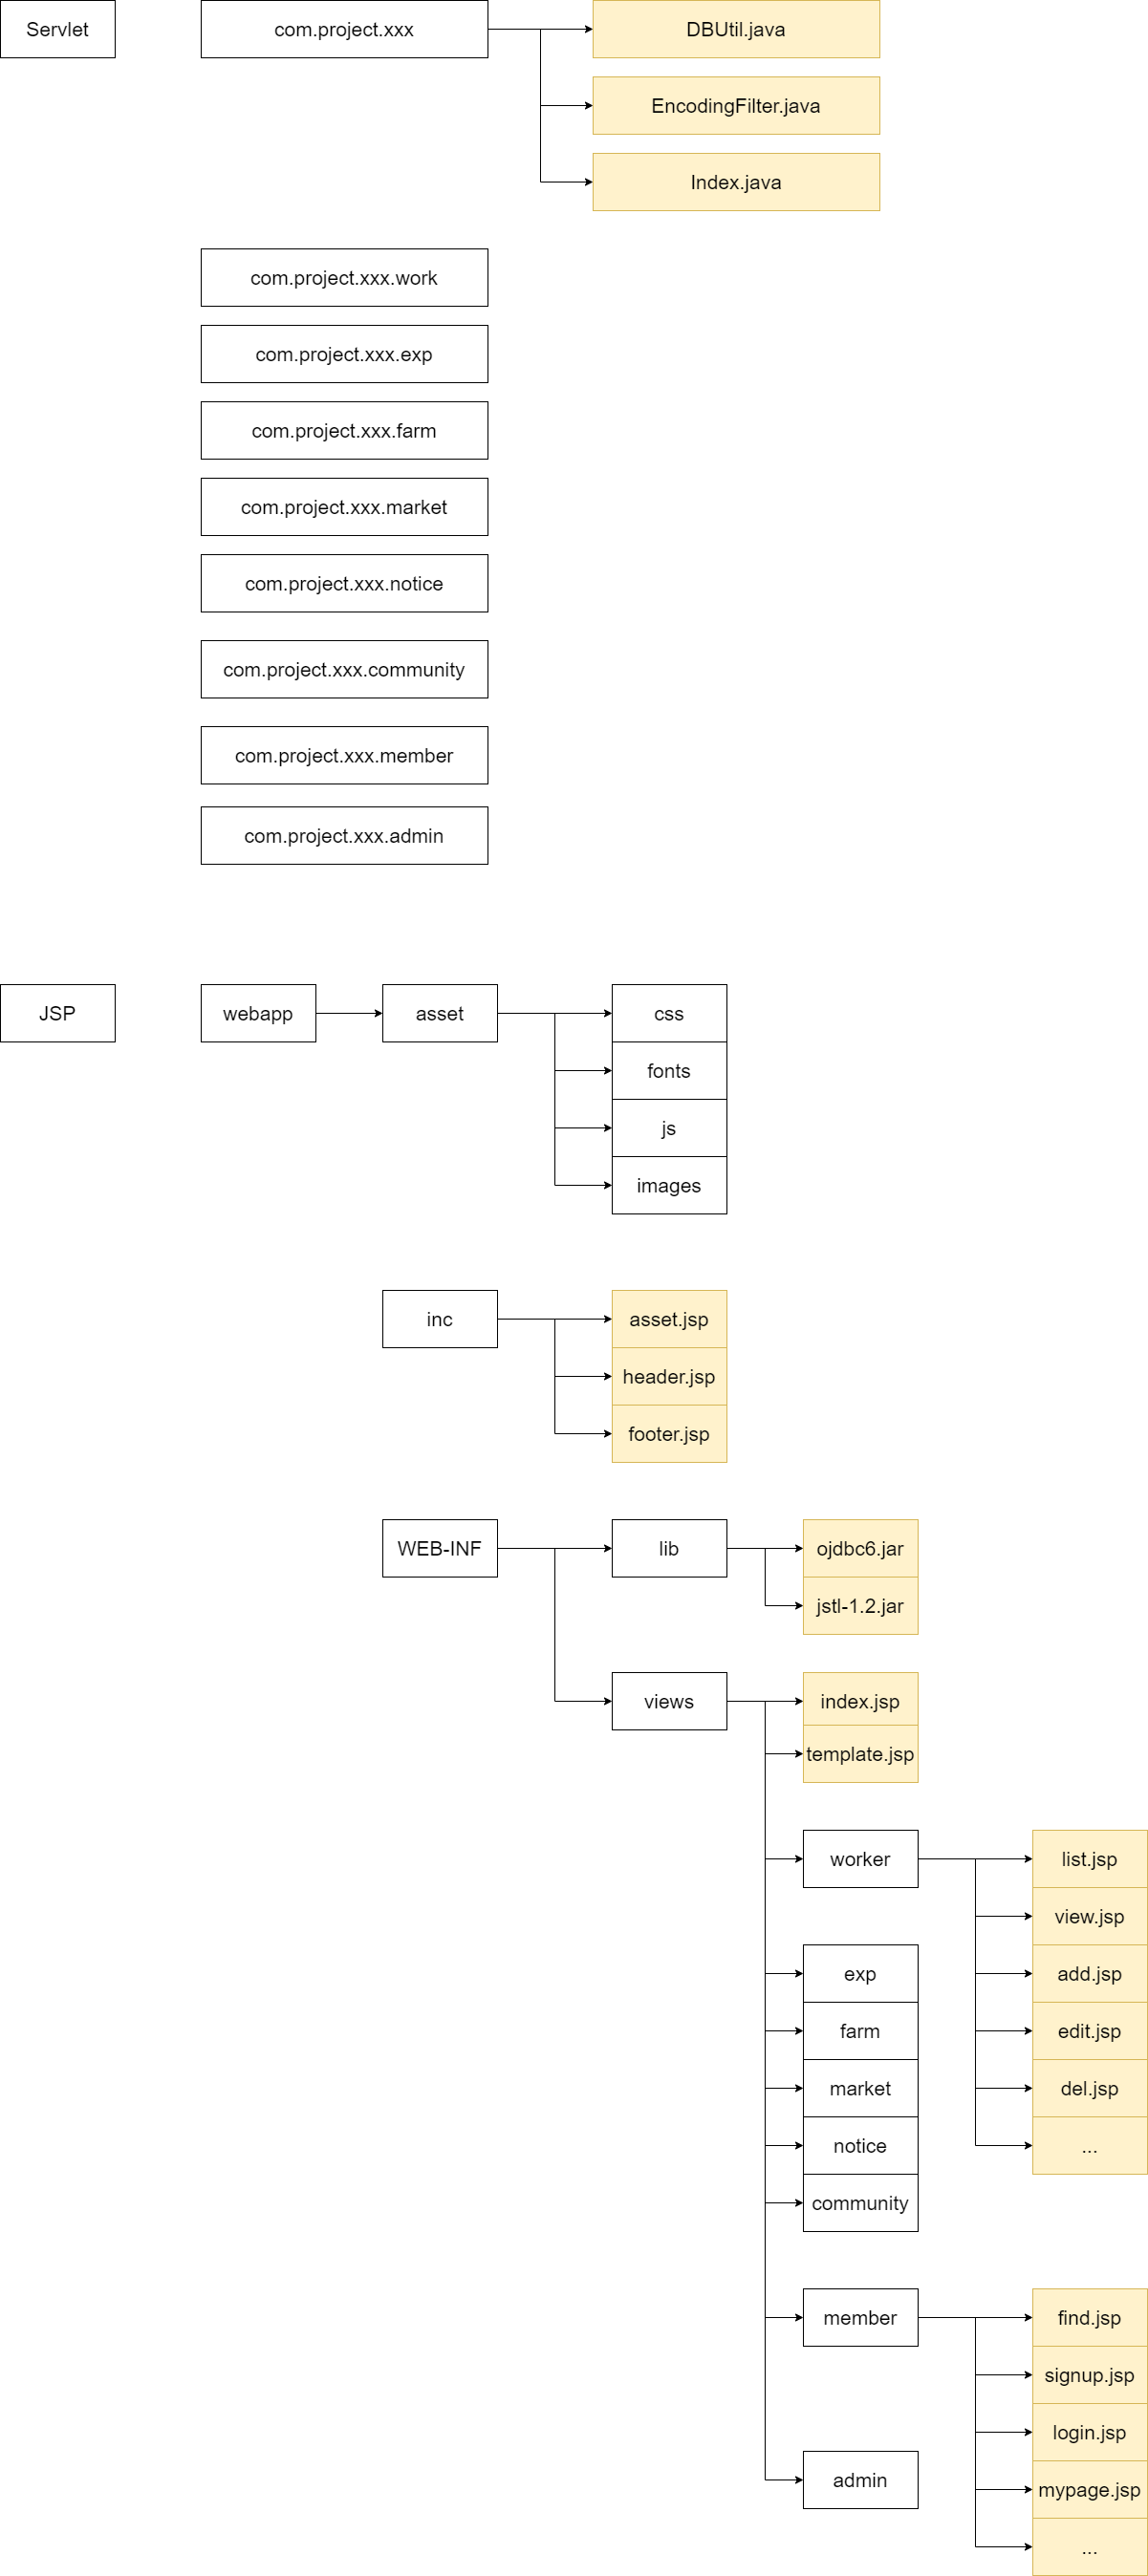 Servlet
com.project.xxx
DBUtil.java
EncodingFilter.java
Index.java
com.project.xxx.work
com.project.xxx.exp
com.project.xxx.farm
com.project.xxx.market
com.project.xxx.notice
com.project.xxx.community
com.project.xxx.member
com.project.xxx.admin
JSP
webapp
asset
css
fonts
js
images
inc
asset.jsp
header.jsp
footer.jsp
WEB-INF
lib
ojdbc6.jar
jstl-1.2.jar
views
index.jsp
template.jsp
worker
list.jsp
view.jsp
add.jsp
edit.jsp
del.jsp
...
exp
farm
market
notice
community
member
find.jsp
signup.jsp
login.jsp
mypage.jsp
...
admin